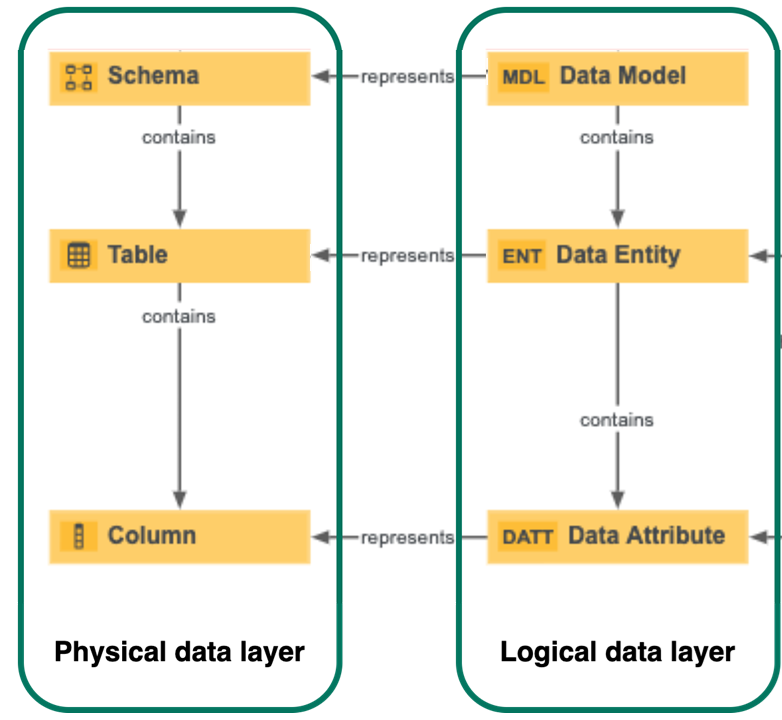 Schema
represents
MDL Data Model
contains
contains
Table
represents
ENT Data Entity
contains
contains
Column
represents
DATT Data Attribute
Physical data layer
Logical data layer